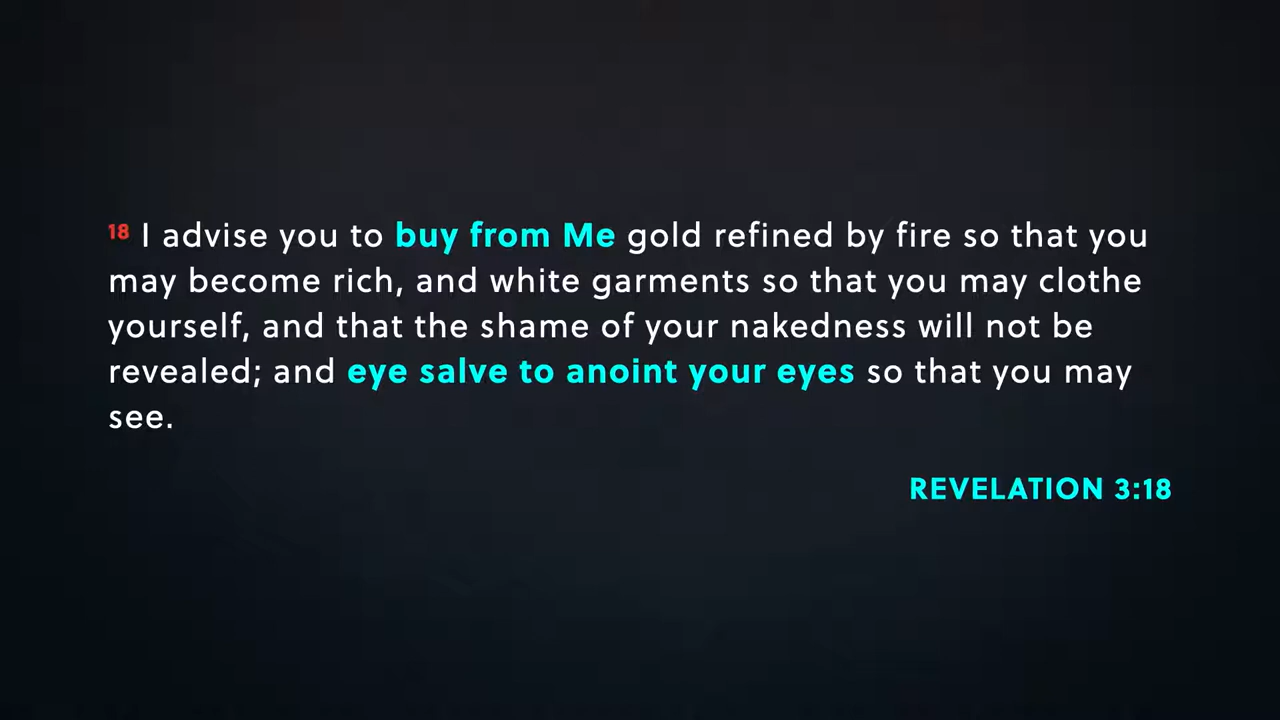 18 I advise you to buy from Me gold refined by fire so that you
may become rich, and white garments so that you may clothe
yourself, and that the shame of your nakedness will not be
revealed; and eye salve to anoint your eyes so that you may
see.
REVELATION 3:18